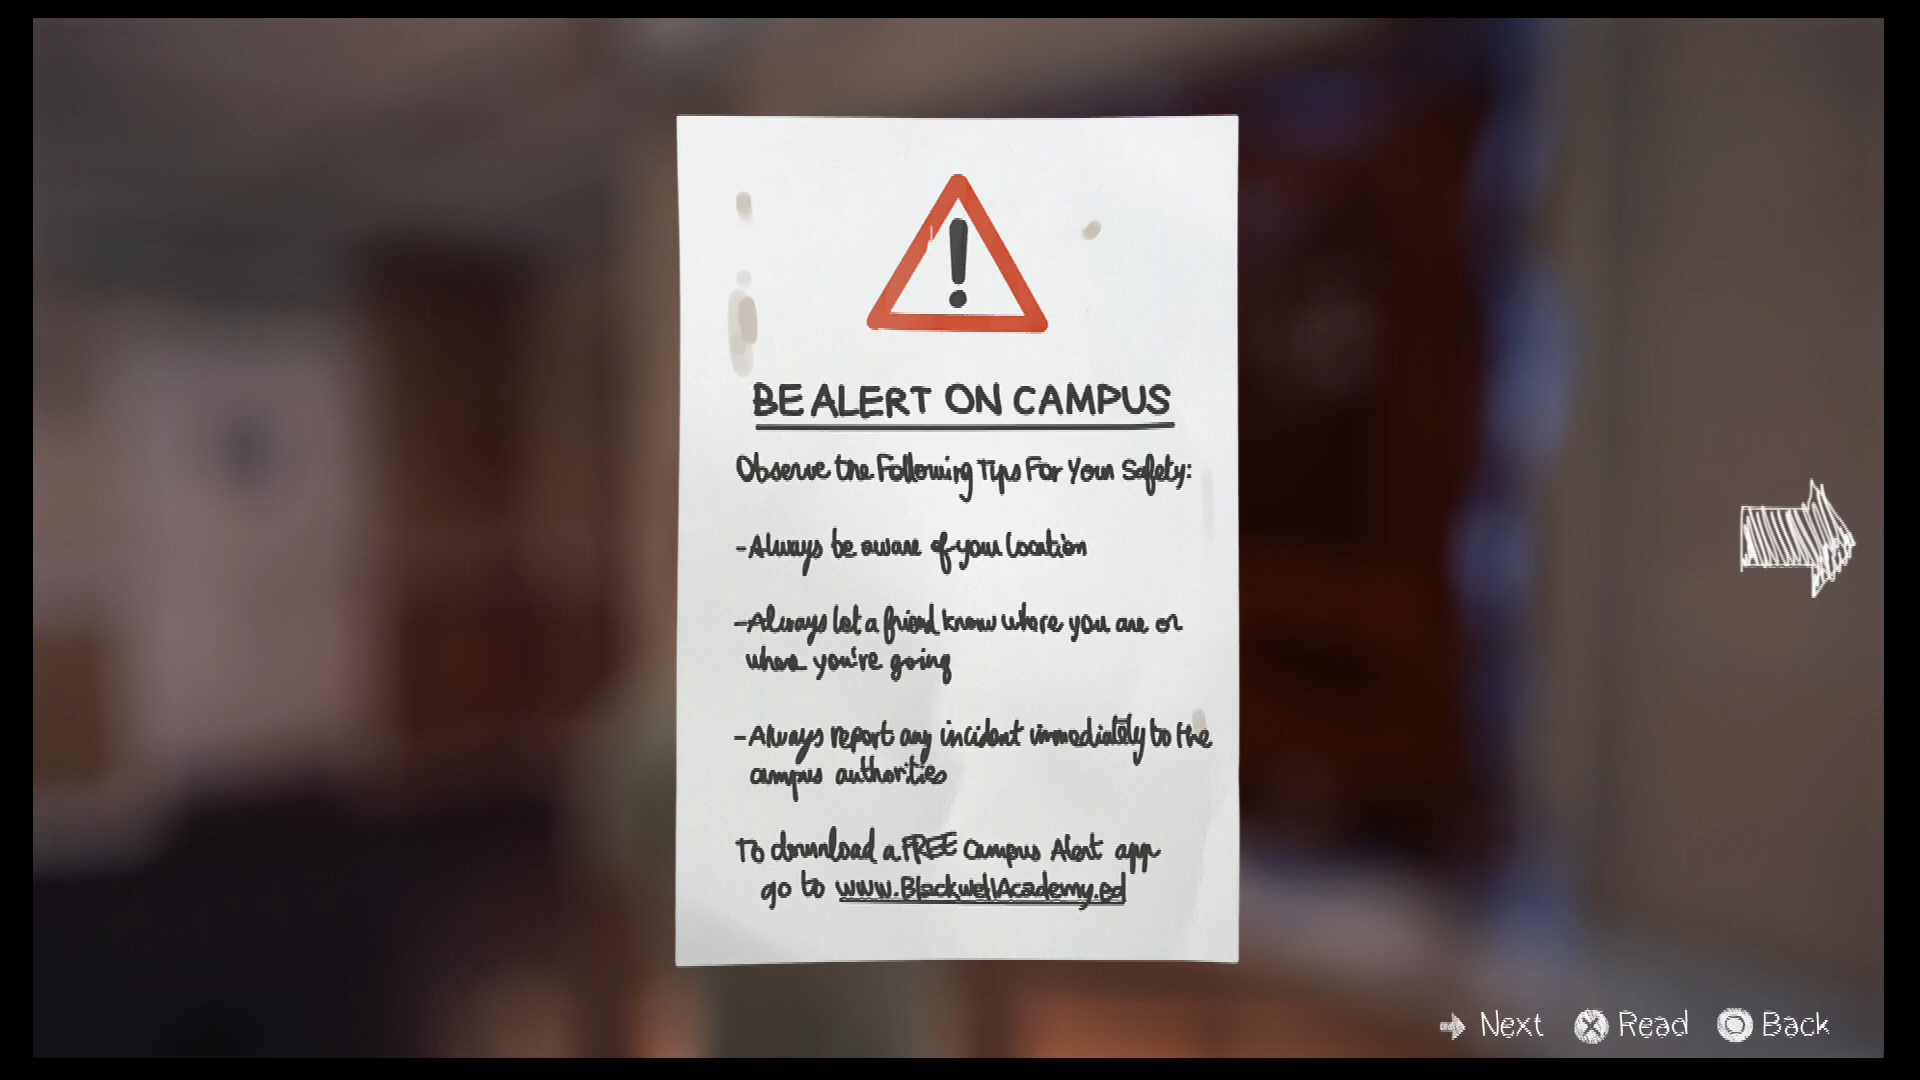 BE ALERT ON CAMPUS
Observe the Following Tips For Your Safety:
-Always be aware of your location
-Always let a friend know where you are or
where you're going
-Always report any incident immediately to the
campus authorties
To download a FREE Campus Alert app
go to www.BlackwellAcademy.ed
Next
Read
Back